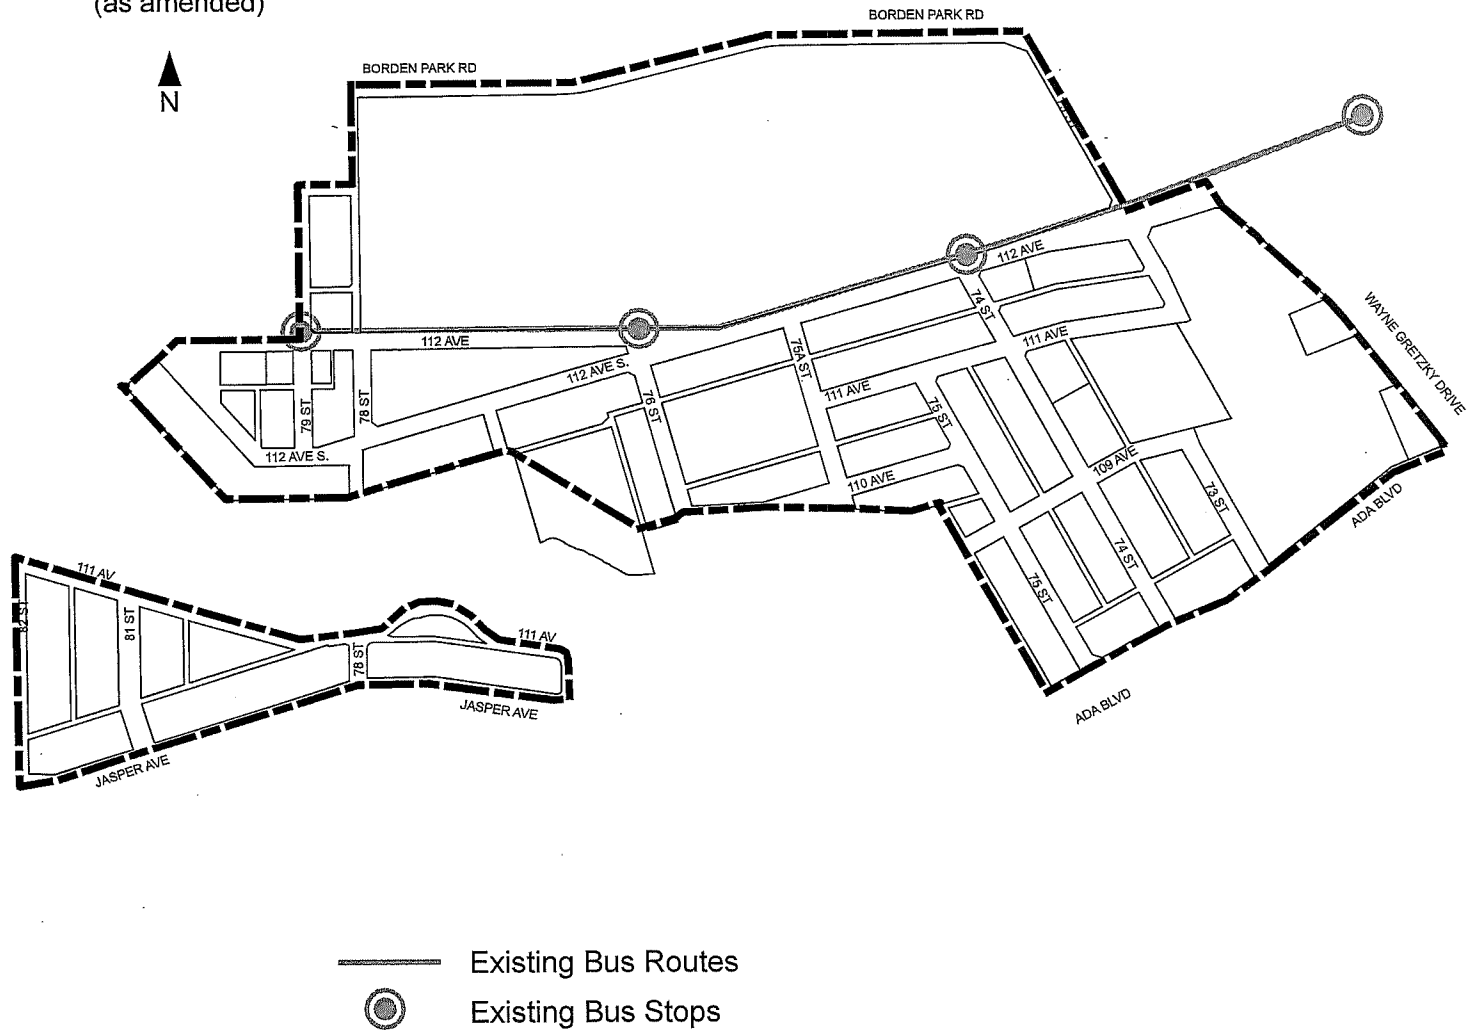 (as amended)
BORDEN PARK RD
BORDEN PARK RD
N
112 AVE
WAYNE GRETZKY DRIVE
74 ST
111 AVE
112 AVE
75A ST.
112 AVE S.
111 AVE
78 ST
79 ST
76 ST
75 ST
112 AVE S.
109 AVE
110 AVE
73 ST
ADA BLVD
74 ST
75 ST
111 AV
82 ST
81 ST
111 AV
78 ST
ADA BLVD
JASPER AVE
JASPER AVE
Existing Bus Routes
Existing Bus Stops